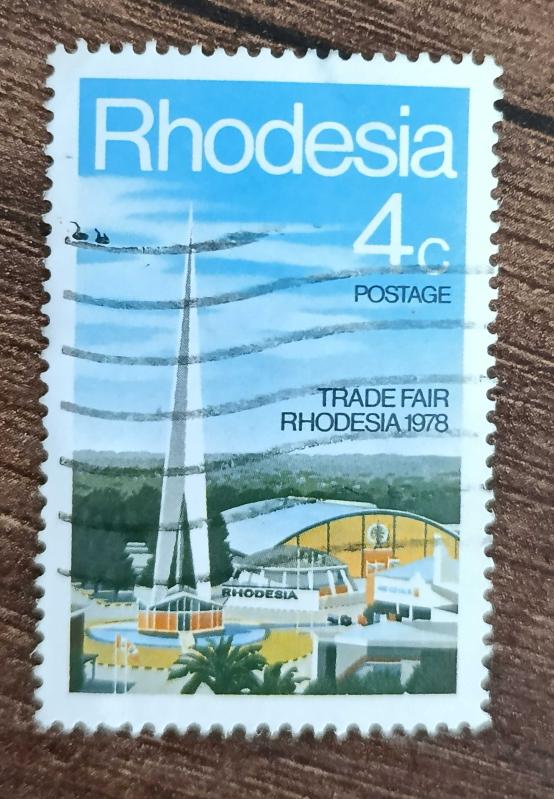 Rhodesia
4c
POSTAGE
TRADE FAIR
RHODESIA 1978
RHODESIA